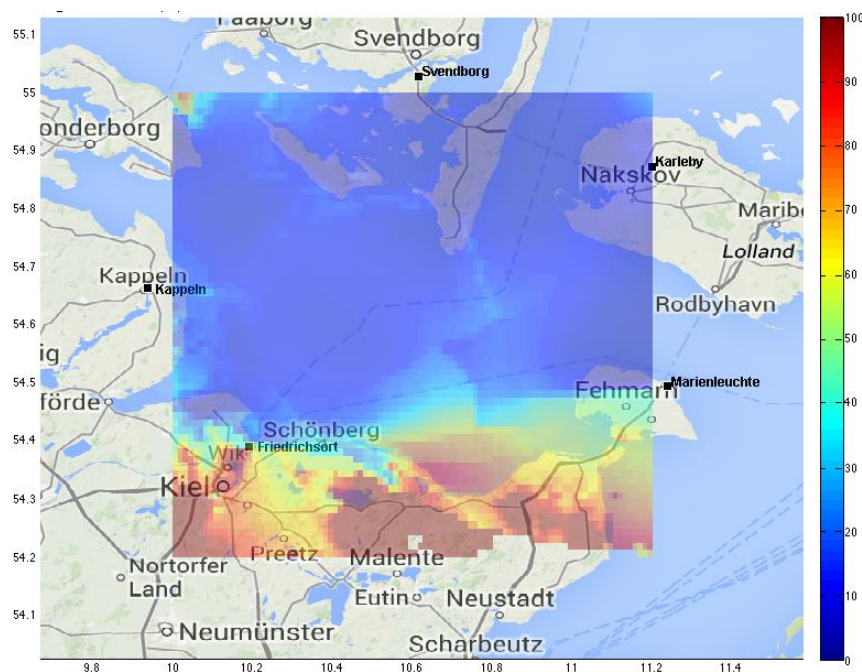 Faaborg
55.1
Svendborg
Svendborg
55
onderborg
54.9
Karleby
Nakskov
54.8
Maribo
Lolland
54.7
Kappeln
Kappeln
Rodbyhavn
54.6
ig
54.5
Marienleuchte
Fehmarn
förde
Schönberg
54.4
Friedrichsort
Wik
Kiel
54.3
54.2
Preetz
Malente
Nortorfer
Land
54.1
Eutin
Neustadt
Neumünster
Scharbeutz
9.8 10 10.2 10.4 10.6 10.8 11 11.2 11.4
100
90
80
70
60
50
40
30
20
10
0